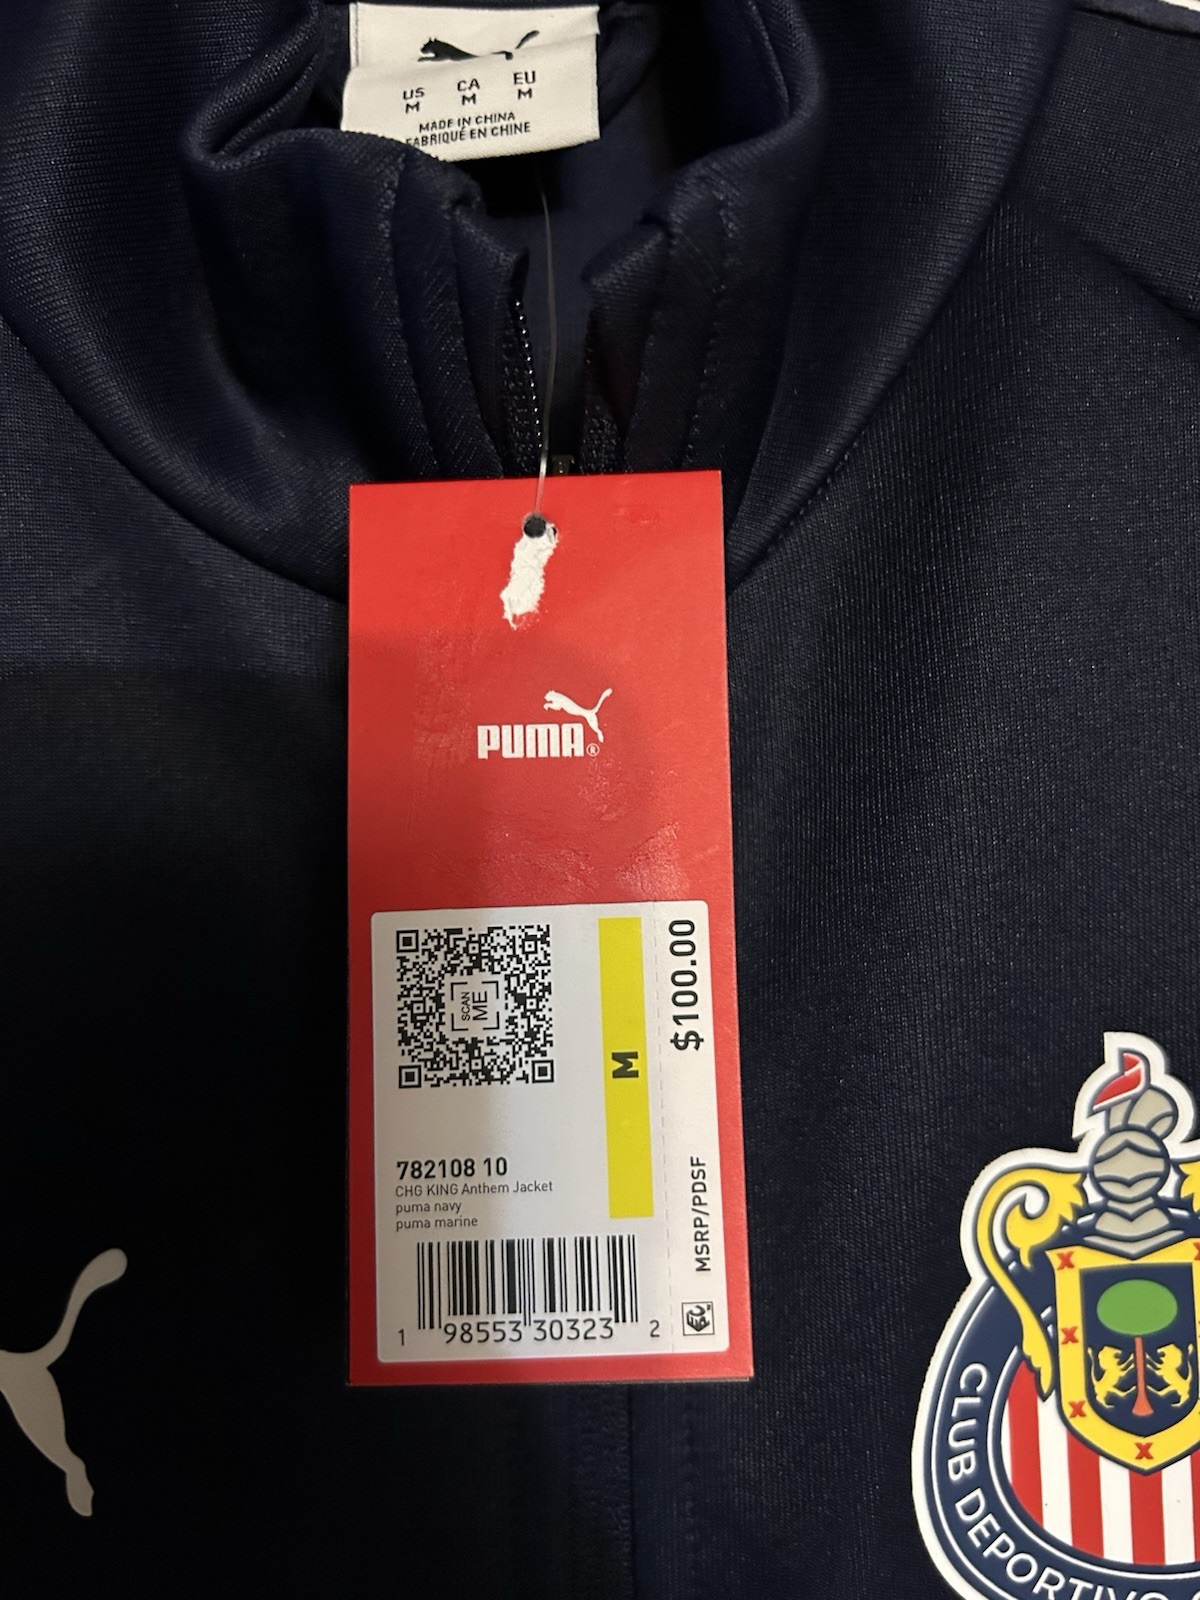 US CA EU
M M M
MADE IN CHINA
FABRIQUÉ EN CHINE
PUMA®
SCAN
ME
M
$100.00
MSRP/PDSF
782108 10
CHG KING Anthem Jacket
puma navy
puma marine
1 98553 30323 2
CLUB DEPORTIVO